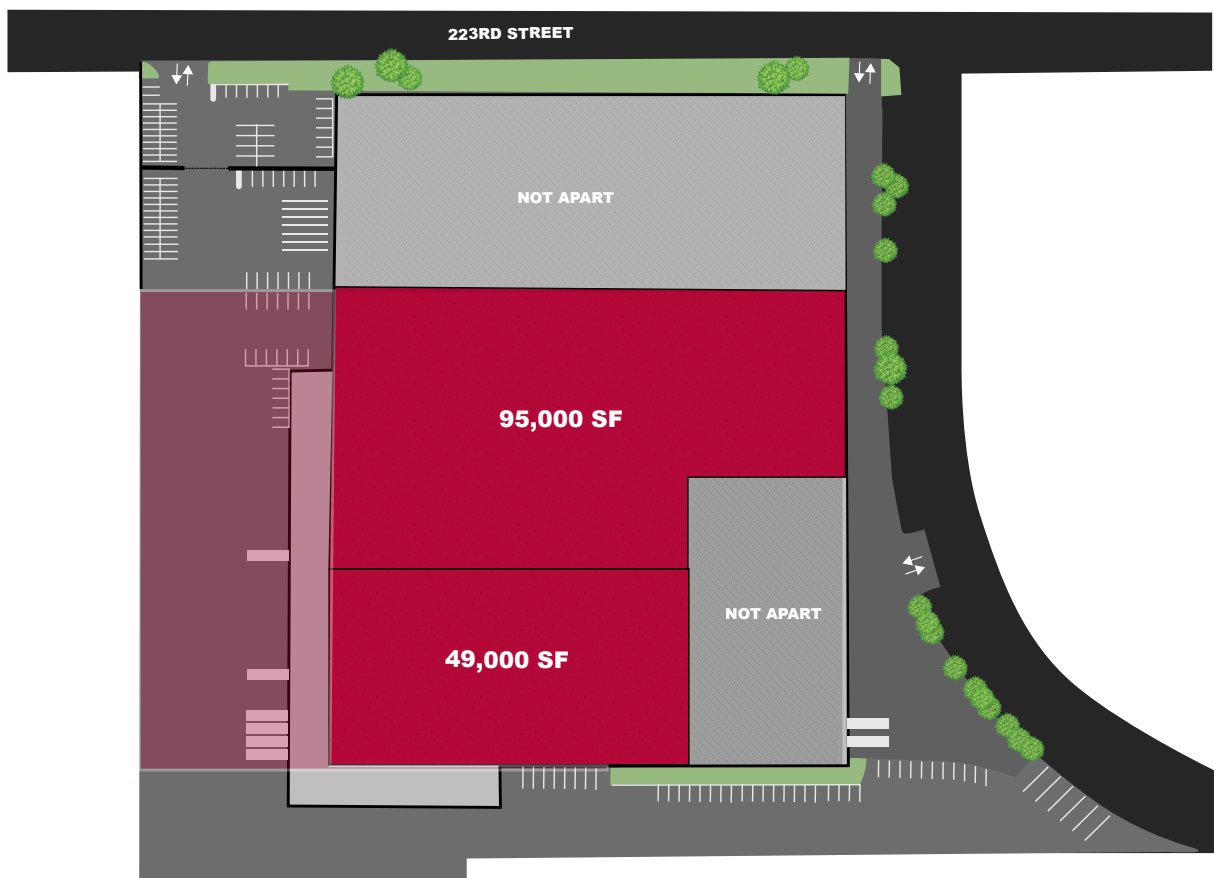 223RD STREET
NOT APART
95,000 SF
NOT APART
49,000 SF